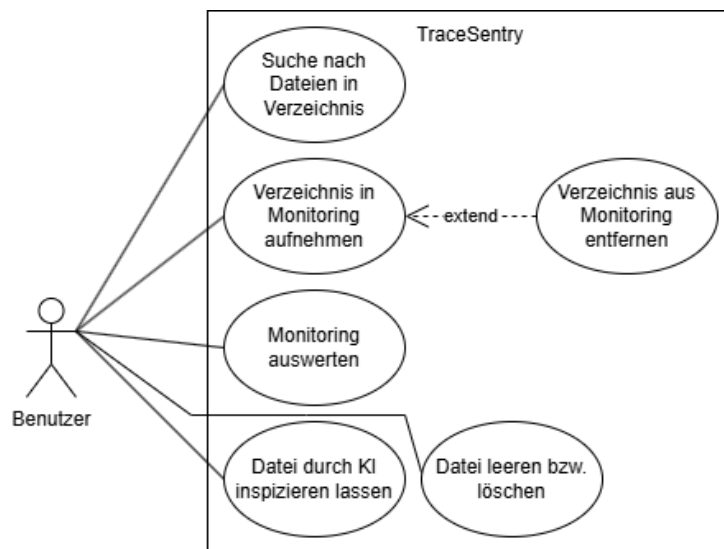 TraceSentry
Suche nach
Dateien in
Verzeichnis
Verzeichnis in
Monitoring
aufnehmen
extend
Verzeichnis aus
Monitoring
entfernen
Monitoring
auswerten
Benutzer
Datei durch KI
inspizieren lassen
Datei leeren bzw.
löschen